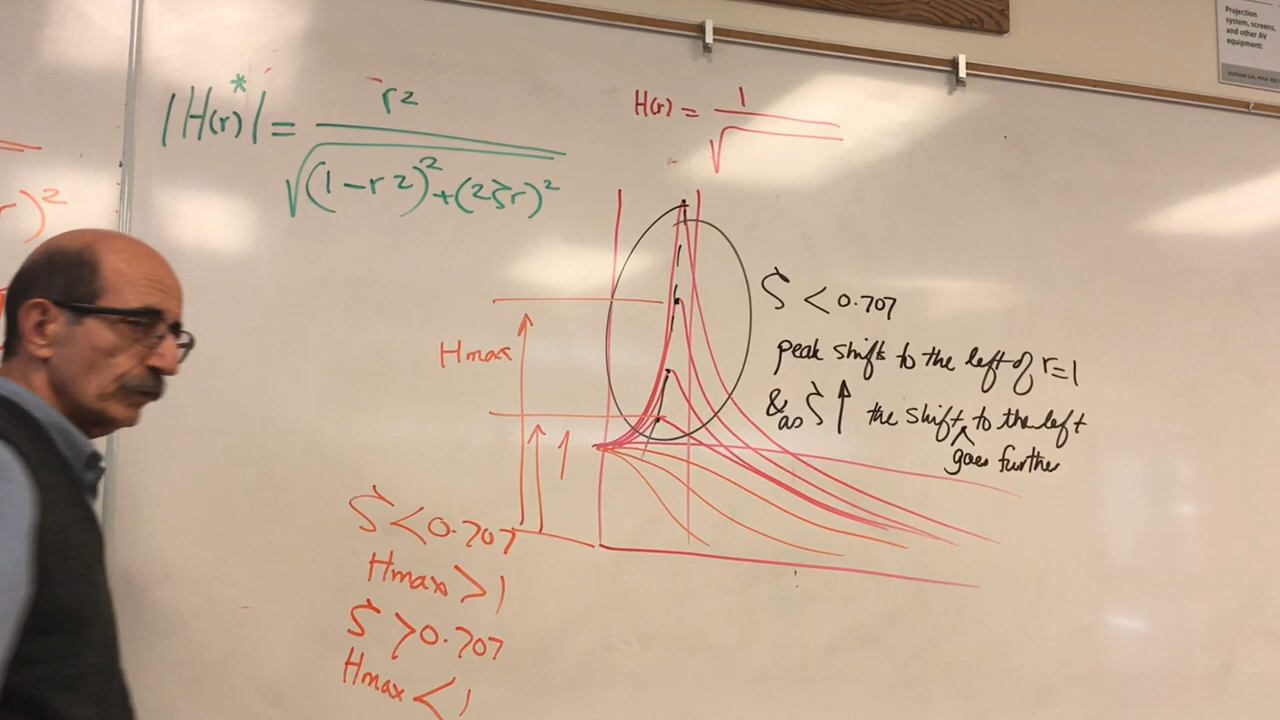 |H(r)*| = r2 / √((1-r2)²+(2ζr)²)
H(r) = 1 / √
r)²
Projection
system, screens,
and other AV
equipment:
ζ < 0.707
peak shift to the left of r=1
& as ζ ↑ the shift ^ to the left
goes further
Hmax
1
ζ < 0.707
Hmax > 1
ζ > 0.707
Hmax < 1